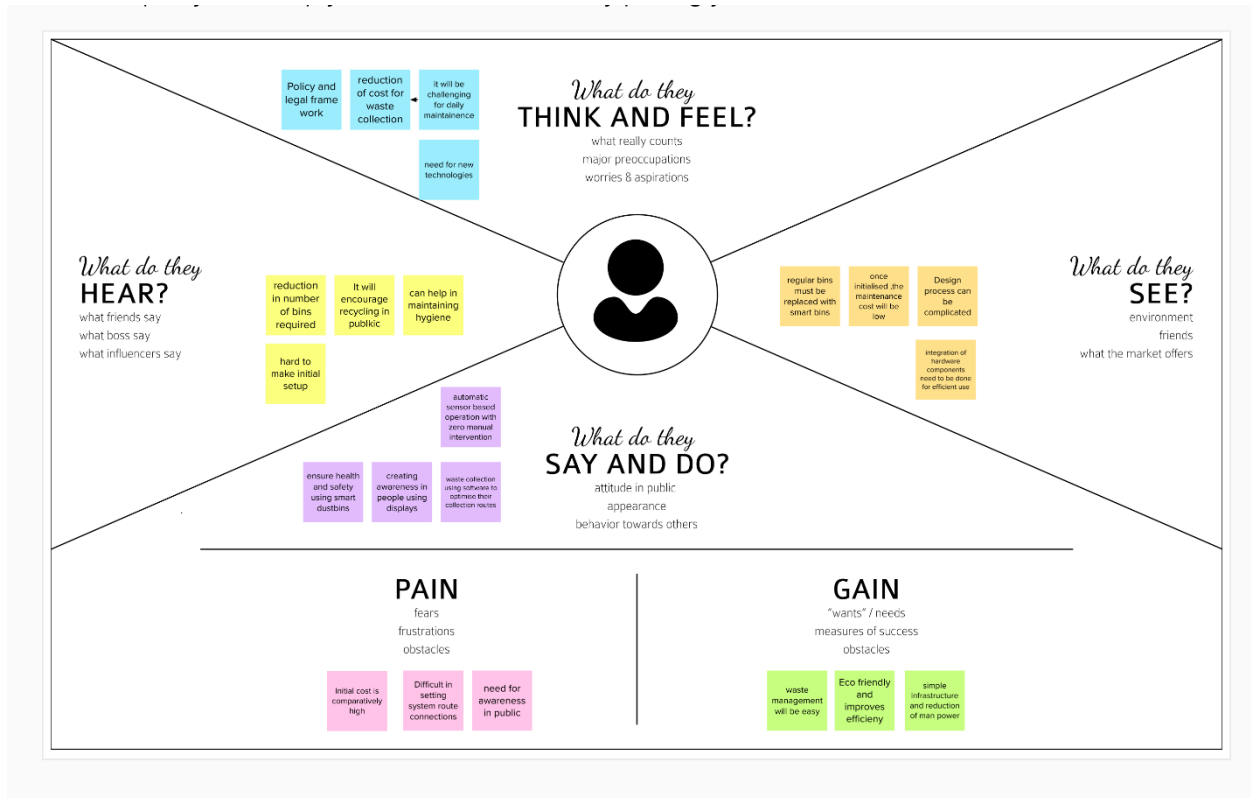 Policy and
legal frame
work
reduction
of cost for
waste
collection
it will be
challenging
for daily
maintainence
need for new
technologies
What do they
THINK AND FEEL?
what really counts
major preoccupations
worries & aspirations
What do they
HEAR?
what friends say
what boss say
what influencers say
reduction
in number
of bins
required
It will
encourage
recycling in
publkic
can help in
maintaining
hygiene
hard to
make initial
setup
regular bins
must be
replaced with
smart bins
once
initialised ,the
maintenance
cost will be
low
Design
process can
be
complicated
integration of
hardware
components
need to be done
for efficient use
What do they
SEE?
environment
friends
what the market offers
automatic
sensor based
operation with
zero manual
intervention
ensure health
and safety
using smart
dustbins
creating
awareness in
people using
displays
waste collection
using software to
optimise their
collection routes
What do they
SAY AND DO?
attitude in public
appearance
behavior towards others
PAIN
fears
frustrations
obstacles
Initial cost is
comparatively
high
Difficult in
setting
system route
connections
need for
awareness
in public
GAIN
"wants" / needs
measures of success
obstacles
waste
management
will be easy
Eco friendly
and
improves
efficieny
simple
infrastructure
and reduction
of man power